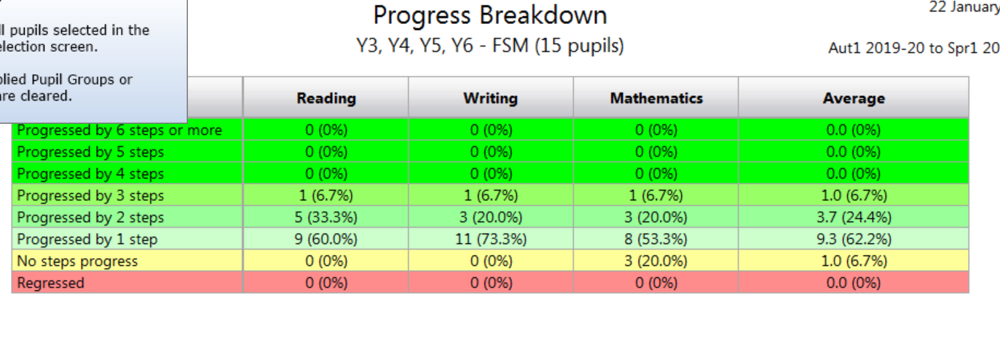 Progress Breakdown
22 January
Y3, Y4, Y5, Y6 - FSM (15 pupils)
Aut1 2019-20 to Spr1 20
pupils selected in the
screen.
Pupil Groups or
are cleared.
Reading Writing Mathematics Average
Progressed by 6 steps or more 0 (0%) 0 (0%) 0 (0%) 0.0 (0%)
Progressed by 5 steps 0 (0%) 0 (0%) 0 (0%) 0.0 (0%)
Progressed by 4 steps 0 (0%) 0 (0%) 0 (0%) 0.0 (0%)
Progressed by 3 steps 1 (6.7%) 1 (6.7%) 1 (6.7%) 1.0 (6.7%)
Progressed by 2 steps 5 (33.3%) 3 (20.0%) 3 (20.0%) 3.7 (24.4%)
Progressed by 1 step 9 (60.0%) 11 (73.3%) 8 (53.3%) 9.3 (62.2%)
No steps progress 0 (0%) 0 (0%) 3 (20.0%) 1.0 (6.7%)
Regressed 0 (0%) 0 (0%) 0 (0%) 0.0 (0%)